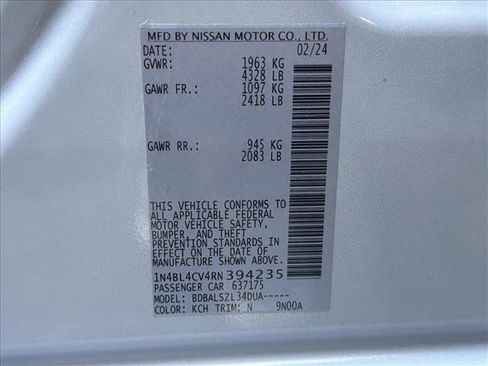 MFD BY NISSAN MOTOR CO., LTD.
DATE: 02/24
GVWR: 1963 KG
4328 LB
GAWR FR.: 1097 KG
2418 LB
GAWR RR.: 945 KG
2083 LB
THIS VEHICLE CONFORMS TO
ALL APPLICABLE FEDERAL
MOTOR VEHICLE SAFETY,
BUMPER, AND THEFT
PREVENTION STANDARDS IN
EFFECT ON THE DATE OF
MANUFACTURE SHOWN ABOVE.
1N4BL4CV4RN394235
PASSENGER CAR 637175
MODEL: BDBALSZL34DUA-----
COLOR: KCH TRIM: N 9N00A